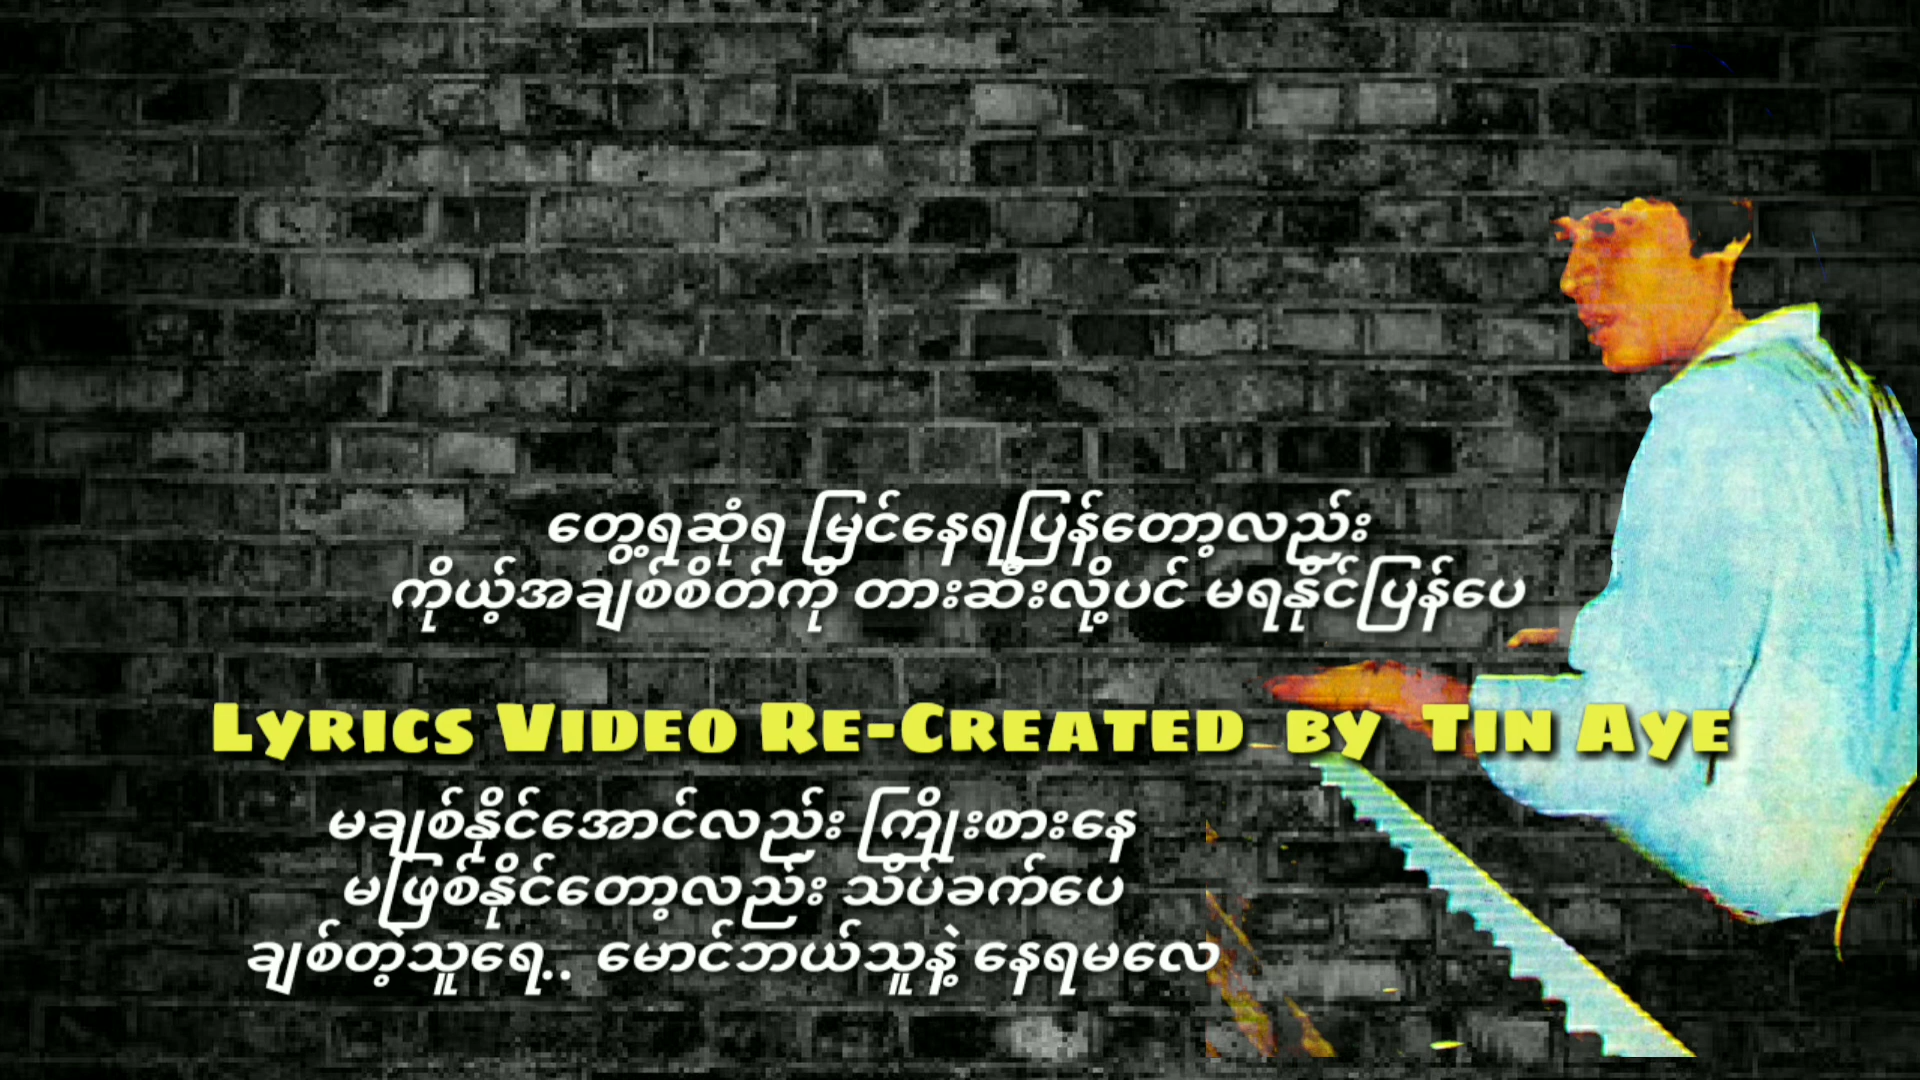 တွေ့ရဆုံရ မြင်နေရပြန်တော့လည်း
ကိုယ့်အချစ်စိတ်ကို တားဆီးလို့ပင် မရနိုင်ပြန်ပေ
Lyrics Video Re-Created by Tin Aye
မချစ်နိုင်အောင်လည်း ကြိုးစားနေ
မဖြစ်နိုင်တော့လည်း သိပ်ခက်ပေ
ချစ်တဲ့သူရေ.. မောင်ဘယ်သူနဲ့ နေရမလေ